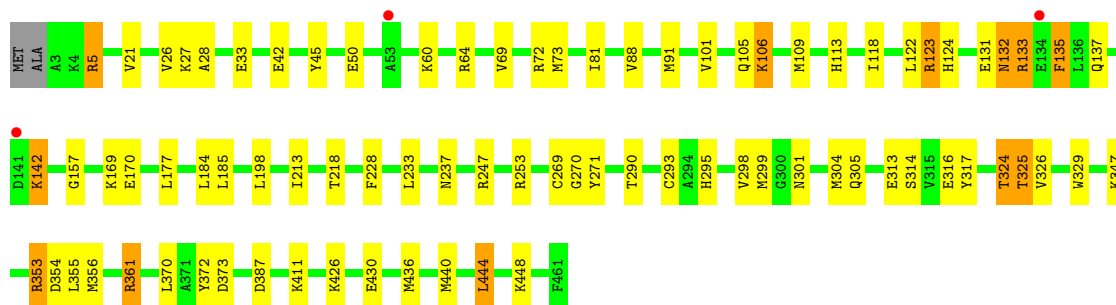 MET ALA A3 K4 R5 V21 V26 K27 A28 E33 E42 Y45 E50 A53 K60 R64 V69 R72 M73 I81 V88 M91 V101 Q105 K106 M109 H113 I118 L122 R123 H124 E131 N132 R133 E134 F135 L136 Q137
D141 K142 G157 K169 E170 L177 L184 L185 L198 I213 T218 F228 L233 N237 R247 R253 C269 G270 Y271 T290 C293 A294 H295 V298 M299 G300 N301 M304 Q305 E313 S314 V315 E316 Y317 T324 T325 V326 W329
R353 D354 L355 M356 R361 L370 A371 Y372 D373 D387 K411 K426 E430 M436 M440 L444 K448 F461